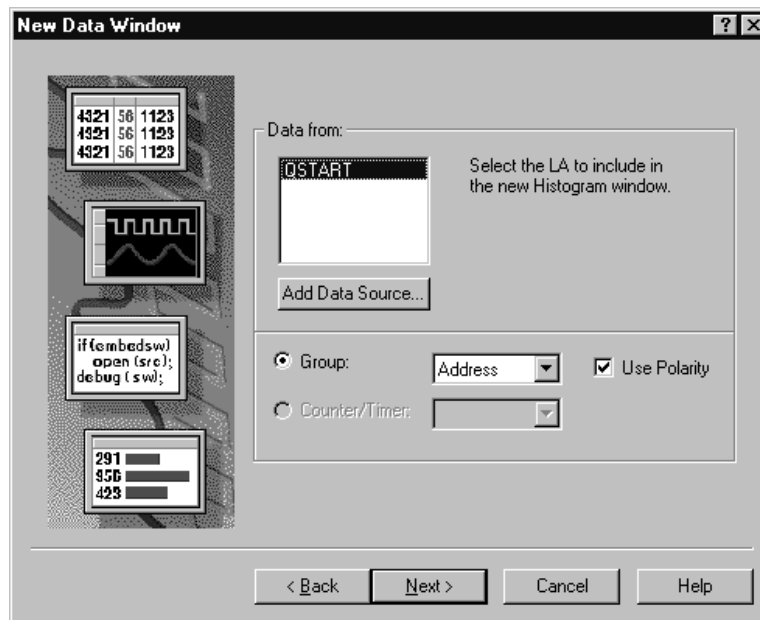 New Data Window
4321 56 1123
4321 56 1123
4321 56 1123
if(embedsw)
open (src);
debug ( sw);
291
956
423
Data from:
QSTART
Select the LA to include in
the new Histogram window.
Add Data Source...
Group:
Address
Use Polarity
Counter/Timer:
< Back
Next >
Cancel
Help